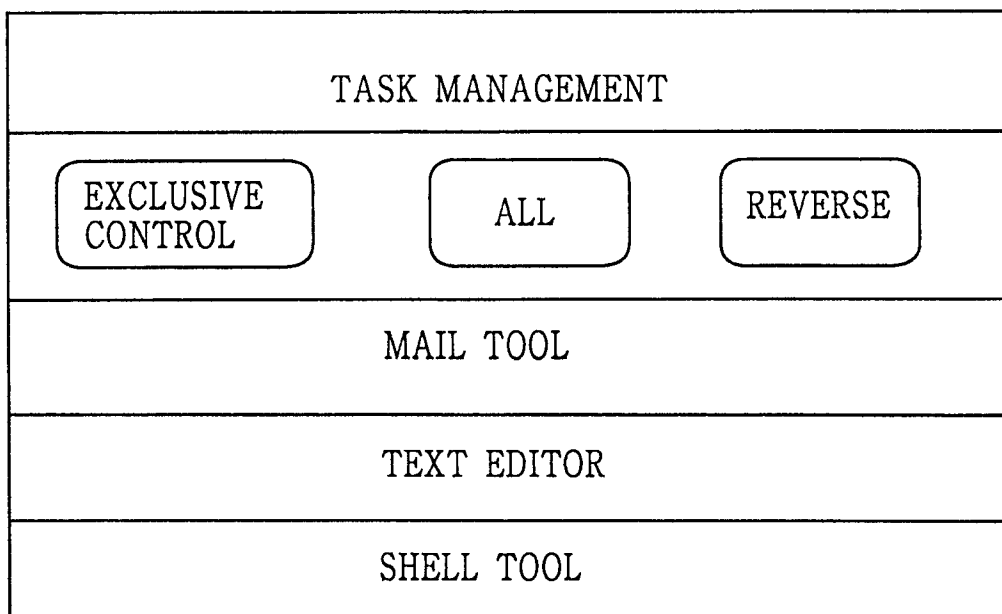 TASK MANAGEMENT
EXCLUSIVE
CONTROL
ALL
REVERSE
MAIL TOOL
TEXT EDITOR
SHELL TOOL